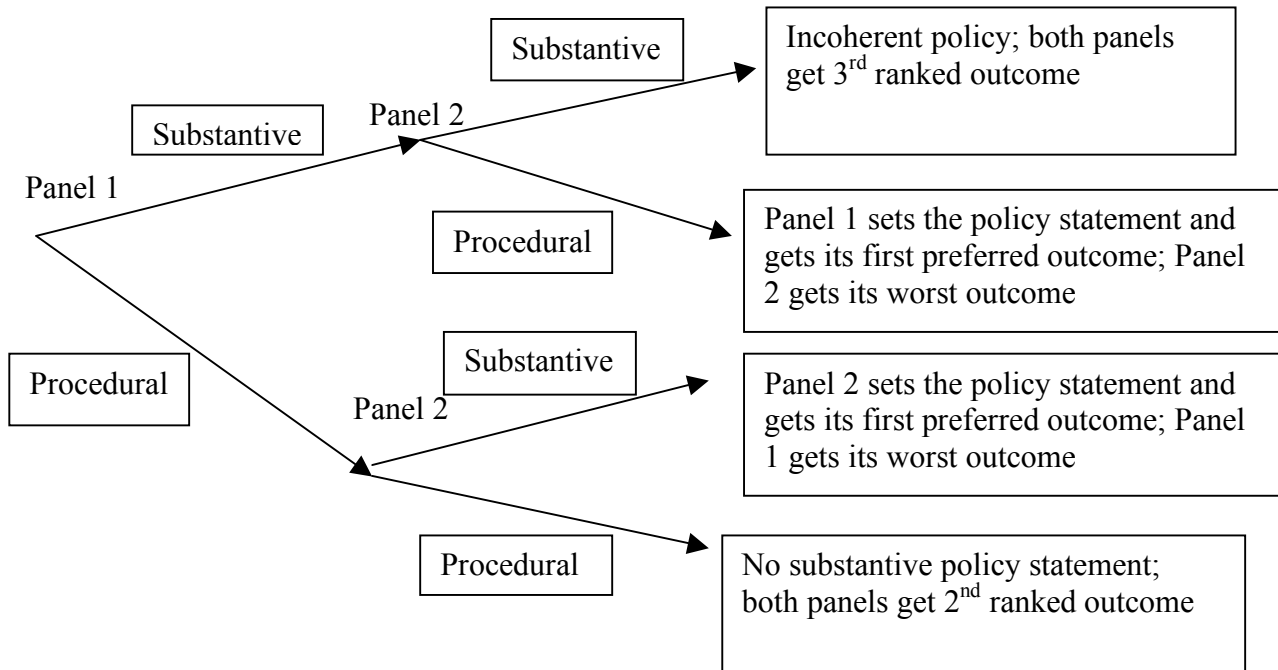 Substantive
Incoherent policy; both panels
get 3rd ranked outcome
Substantive
Panel 2
Panel 1
Procedural
Panel 1 sets the policy statement and
gets its first preferred outcome; Panel
2 gets its worst outcome
Procedural
Substantive
Panel 2
Panel 2 sets the policy statement and
gets its first preferred outcome; Panel
1 gets its worst outcome
Procedural
No substantive policy statement;
both panels get 2nd ranked outcome